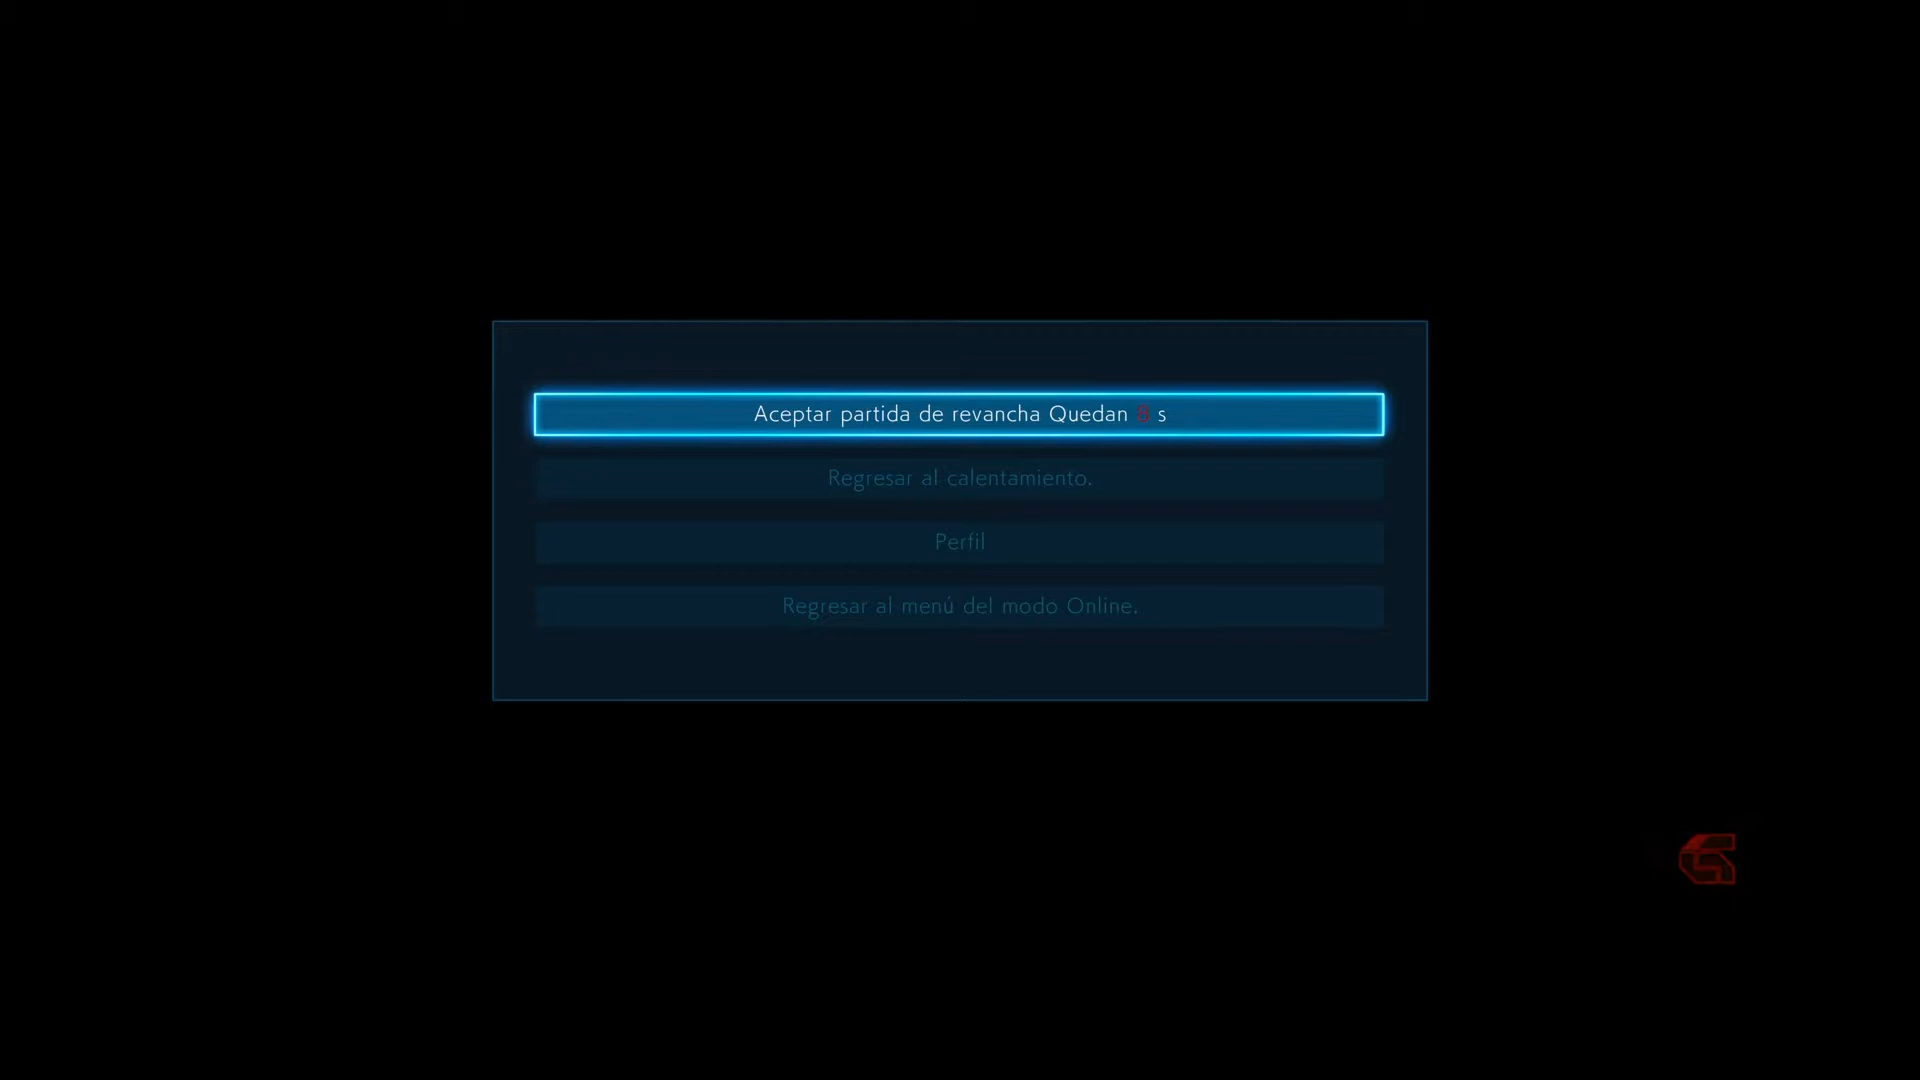 Aceptar partida de revancha Quedan 8 s
Regresar al calentamiento.
Perfil
Regresar al menú del modo Online.